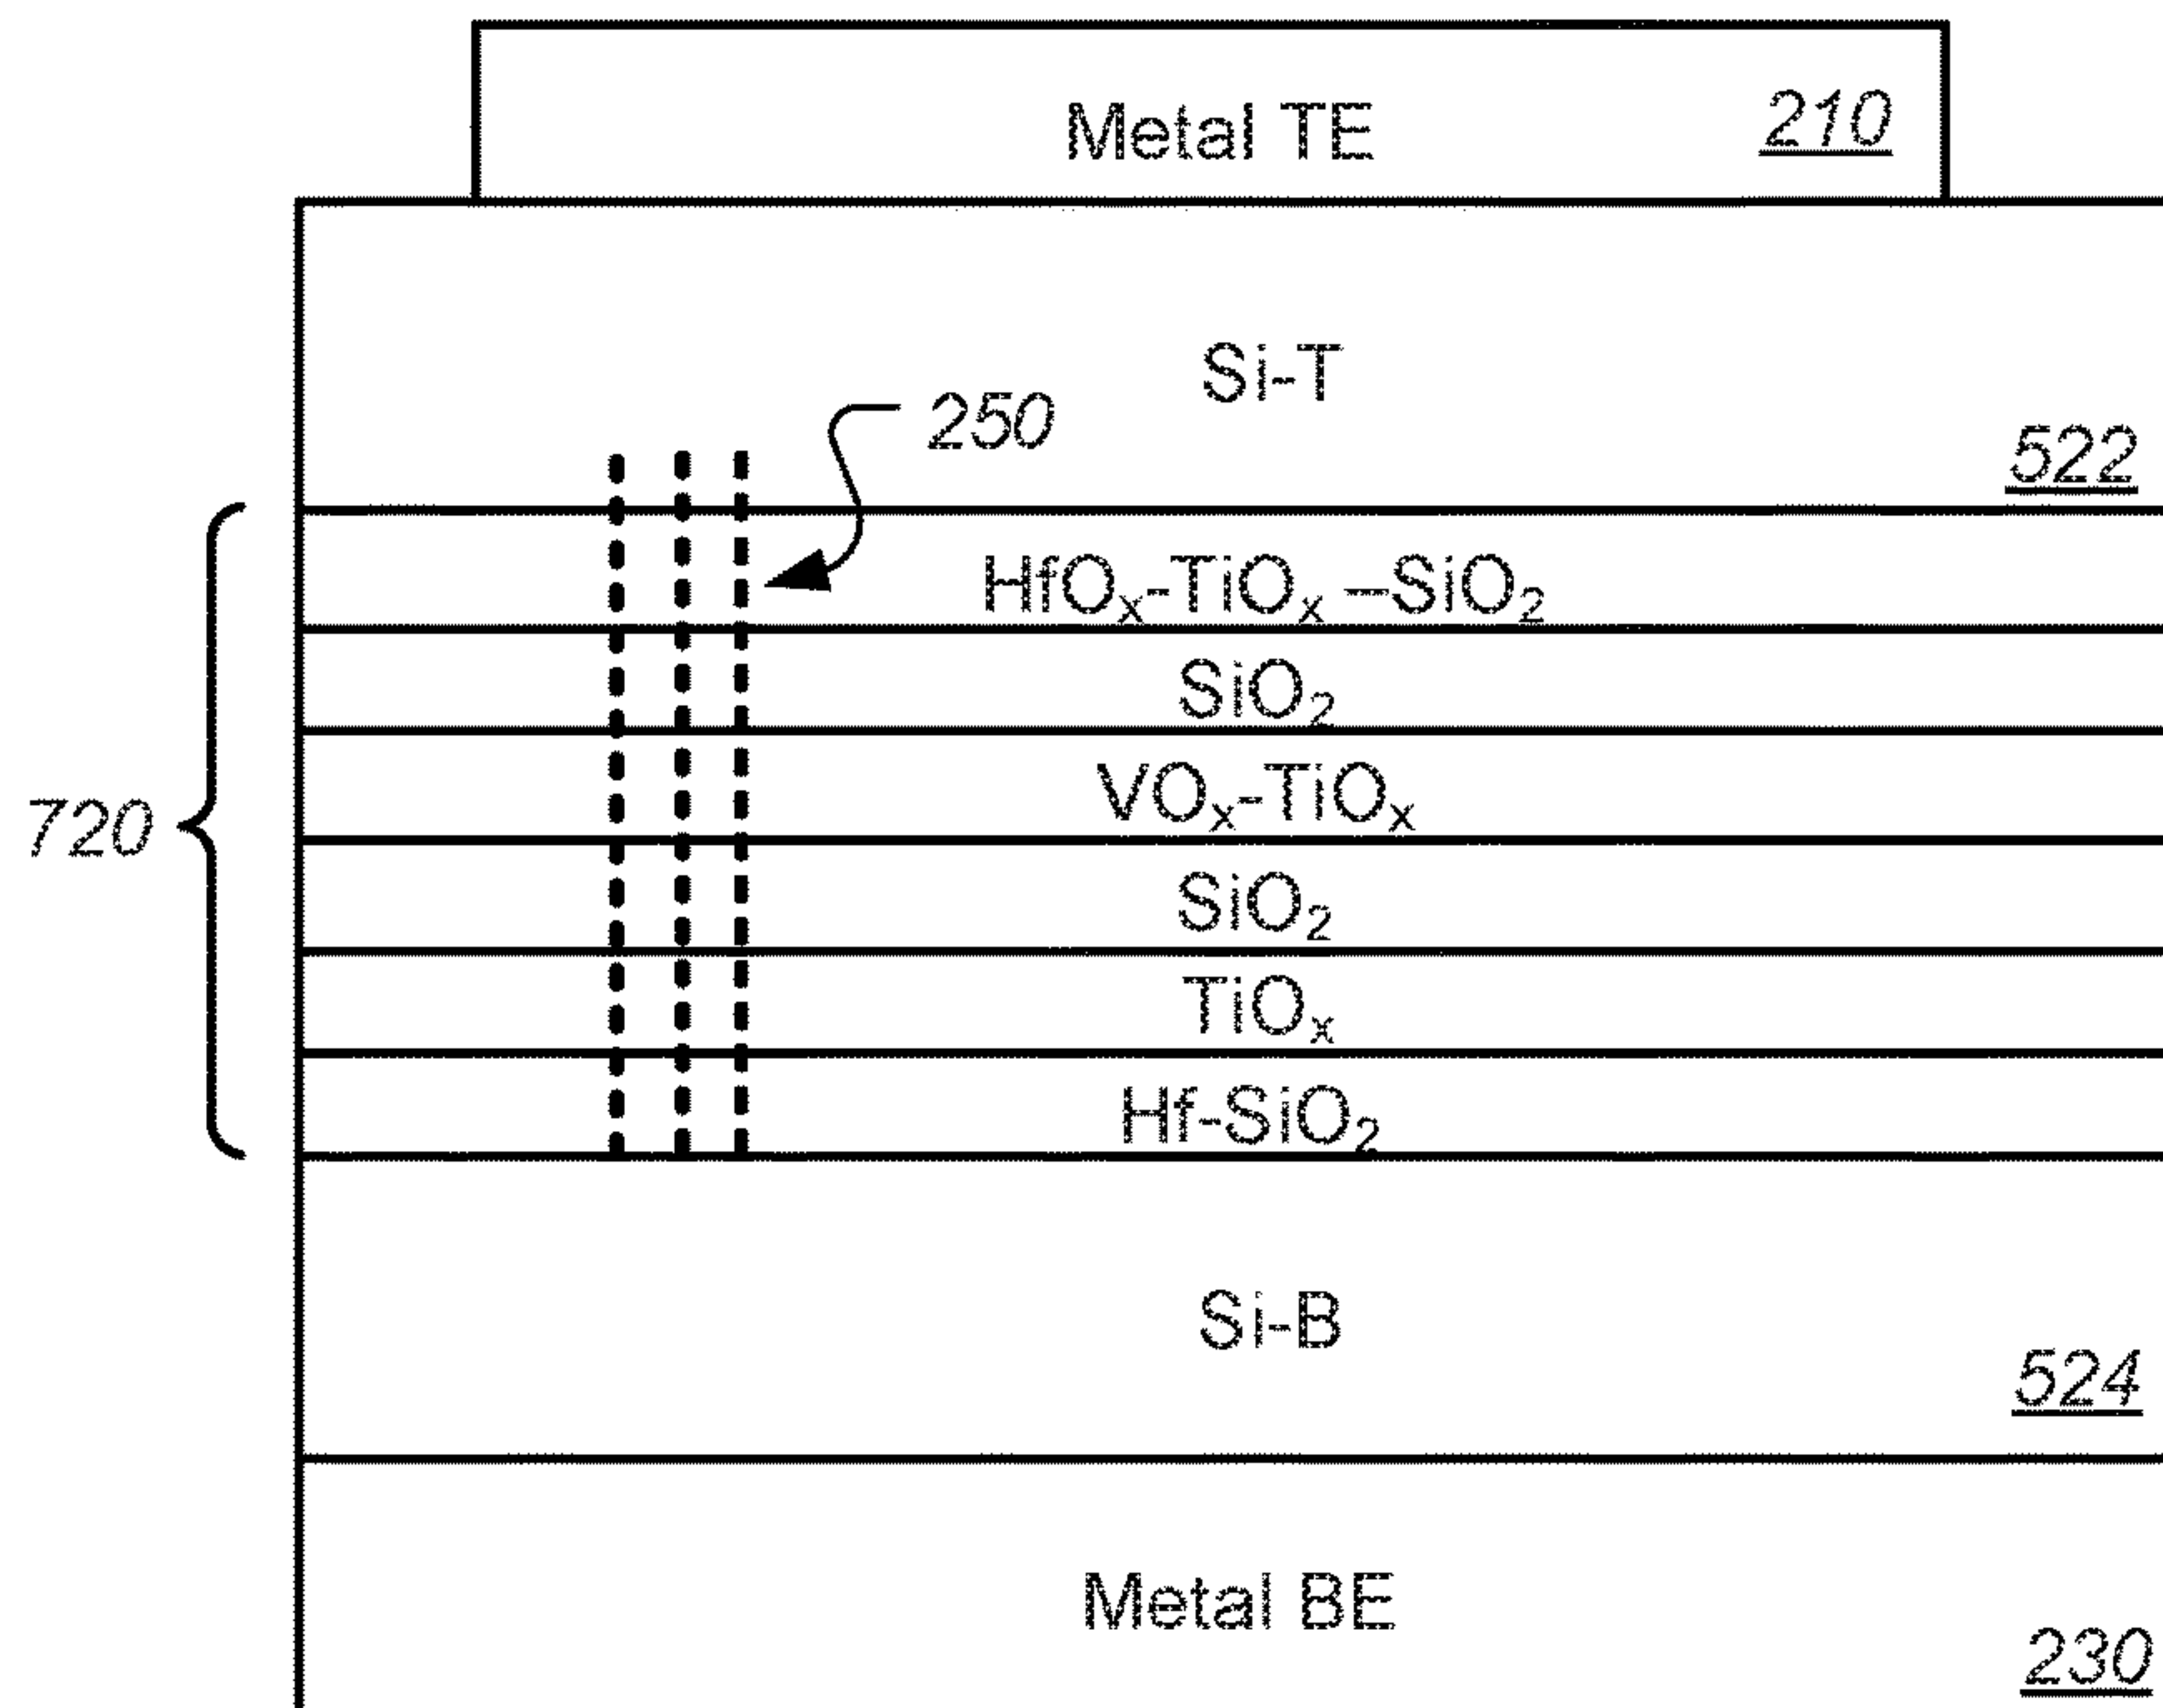 Metal TE 210
Si-T
250
522
HfOₓ-TiOₓ –SiO₂
SiO₂
VOₓ-TiOₓ
720
SiO₂
TiOₓ
Hf-SiO₂
Si-B
524
Metal BE
230